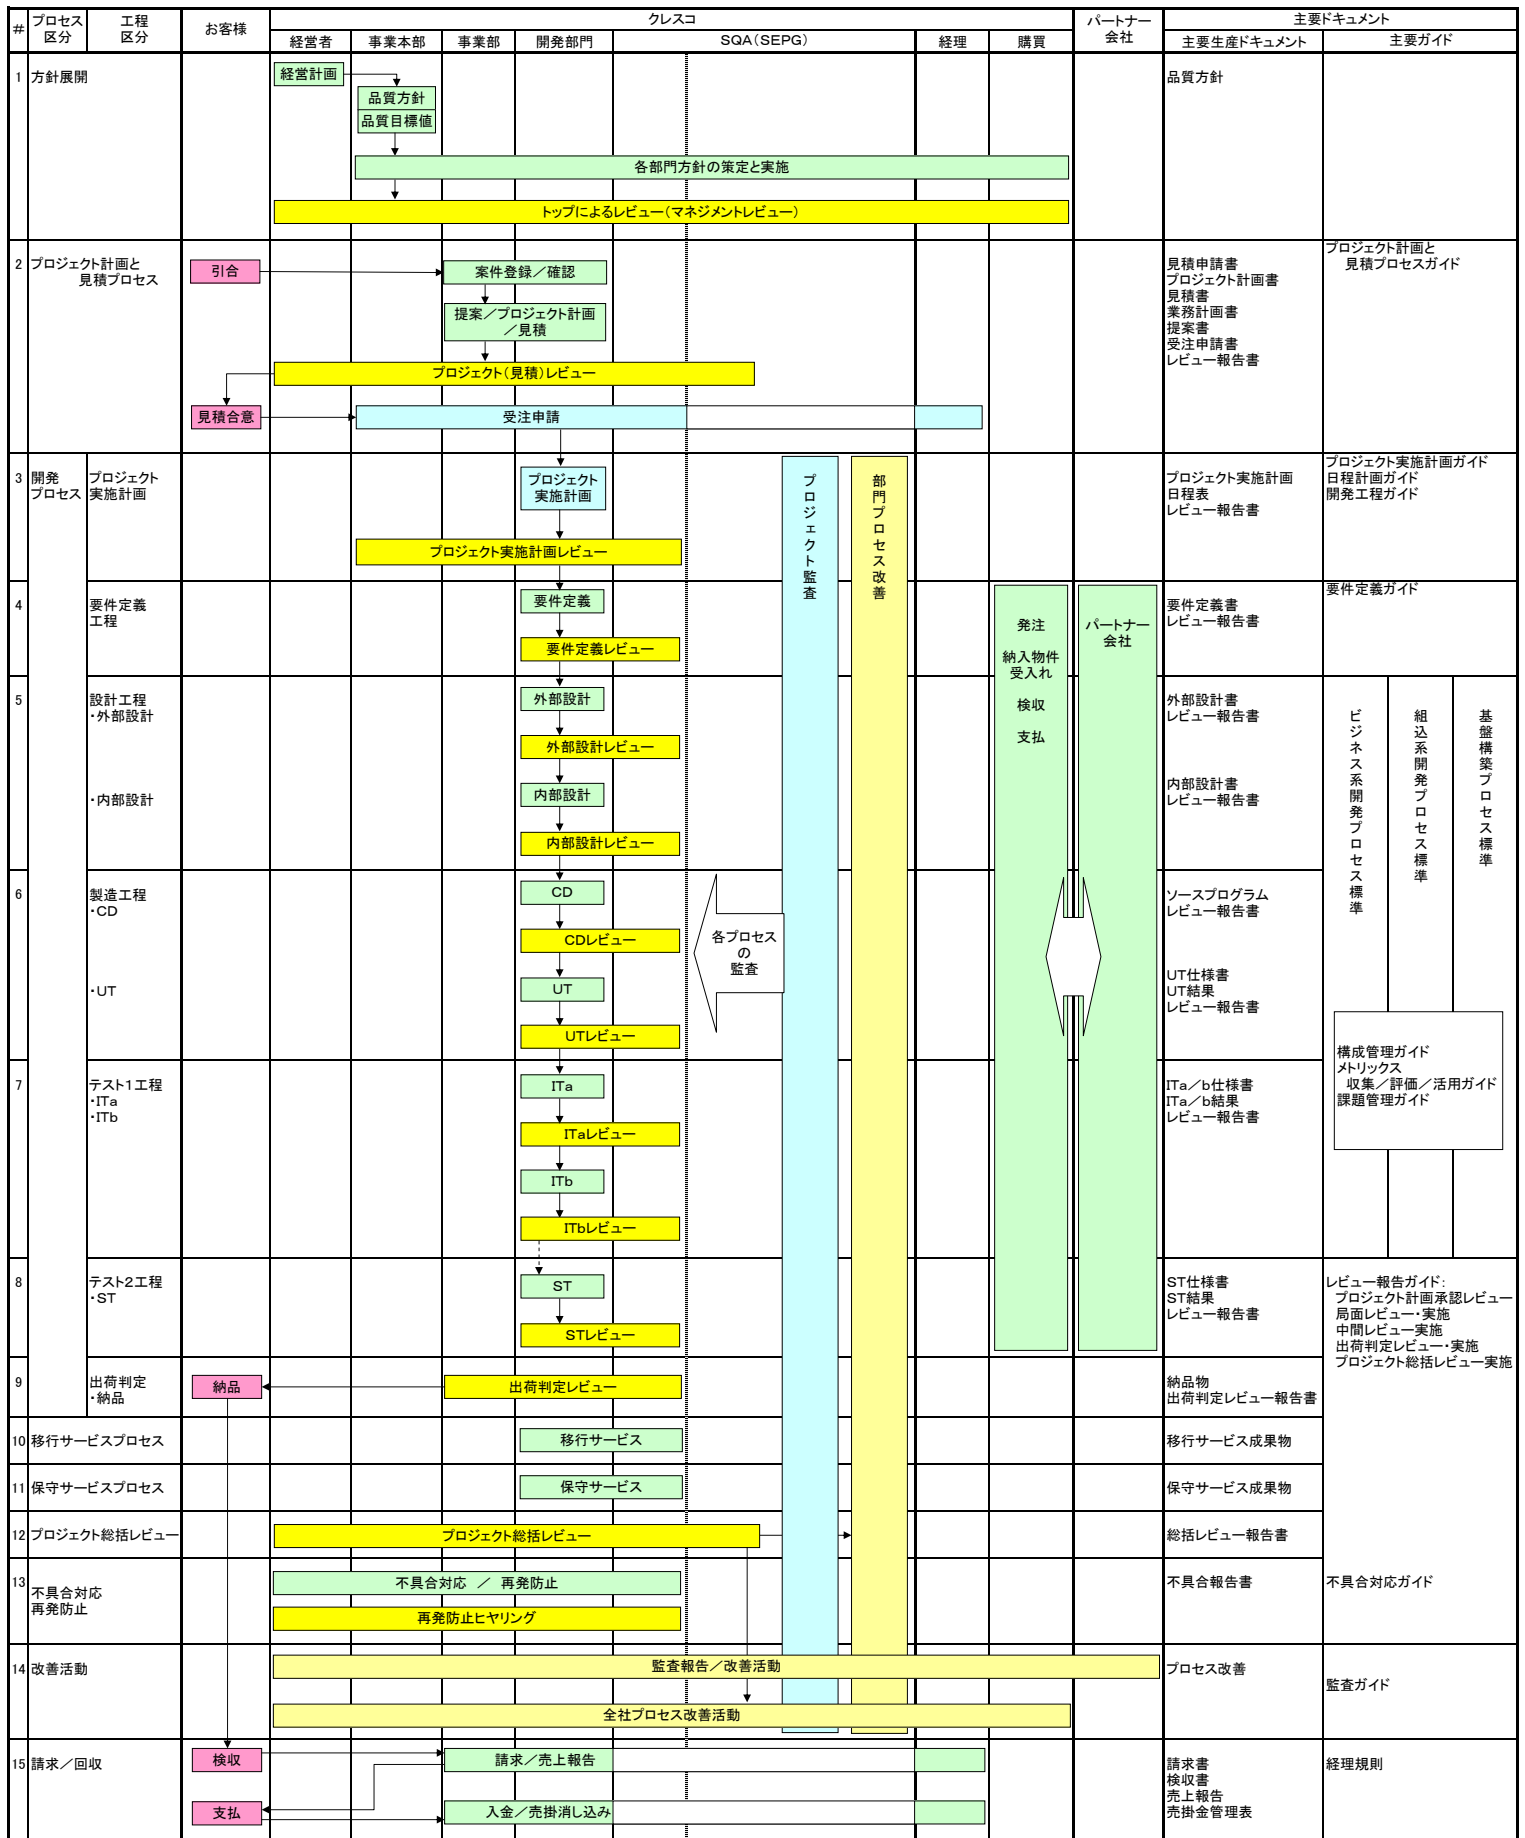 #
プロセス
区分
工程
区分
お客様
クレスコ
パートナー
会社
主要ドキュメント
経営者
事業本部
事業部
開発部門
SQA(SEPG)
経理
購買
主要生産ドキュメント
主要ガイド
1
方針展開
経営計画
品質方針
品質目標値
各部門方針の策定と実施
トップによるレビュー(マネジメントレビュー)
品質方針
2
プロジェクト計画と
見積プロセス
引合
案件登録/確認
提案/プロジェクト計画
/見積
プロジェクト(見積)レビュー
見積合意
受注申請
見積申請書
プロジェクト計画書
見積書
業務計画書
提案書
受注申請書
レビュー報告書
プロジェクト計画と
見積プロセスガイド
3
開発
プロセス
プロジェクト
実施計画
プロジェクト
実施計画
プロジェクト実施計画レビュー
プロジェクト監査
部門プロセス改善
プロジェクト実施計画
日程表
レビュー報告書
プロジェクト実施計画ガイド
日程計画ガイド
開発工程ガイド
4
要件定義
工程
要件定義
要件定義レビュー
発注
納入物件
受入れ
検収
支払
パートナー
会社
要件定義書
レビュー報告書
要件定義ガイド
5
設計工程
・外部設計
・内部設計
外部設計
外部設計レビュー
内部設計
内部設計レビュー
外部設計書
レビュー報告書
内部設計書
レビュー報告書
ビジネス系開発プロセス標準
組込系開発プロセス標準
基盤構築プロセス標準
6
製造工程
・CD
・UT
CD
CDレビュー
UT
UTレビュー
各プロセス
の
監査
ソースプログラム
レビュー報告書
UT仕様書
UT結果
レビュー報告書
構成管理ガイド
メトリックス
収集/評価/活用ガイド
課題管理ガイド
7
テスト1工程
・ITa
・ITb
ITa
ITaレビュー
ITb
ITbレビュー
ITa/b仕様書
ITa/b結果
レビュー報告書
8
テスト2工程
・ST
ST
STレビュー
ST仕様書
ST結果
レビュー報告書
レビュー報告ガイド:
プロジェクト計画承認レビュー
局面レビュー・実施
中間レビュー実施
出荷判定レビュー・実施
プロジェクト総括レビュー実施
9
出荷判定
・納品
納品
出荷判定レビュー
納品物
出荷判定レビュー報告書
10
移行サービスプロセス
移行サービス
移行サービス成果物
11
保守サービスプロセス
保守サービス
保守サービス成果物
12
プロジェクト総括レビュー
プロジェクト総括レビュー
総括レビュー報告書
13
不具合対応
再発防止
不具合対応 / 再発防止
再発防止ヒヤリング
不具合報告書
不具合対応ガイド
14
改善活動
監査報告/改善活動
全社プロセス改善活動
プロセス改善
監査ガイド
15
請求/回収
検収
請求/売上報告
支払
入金/売掛消し込み
請求書
検収書
売上報告
売掛金管理表
経理規則